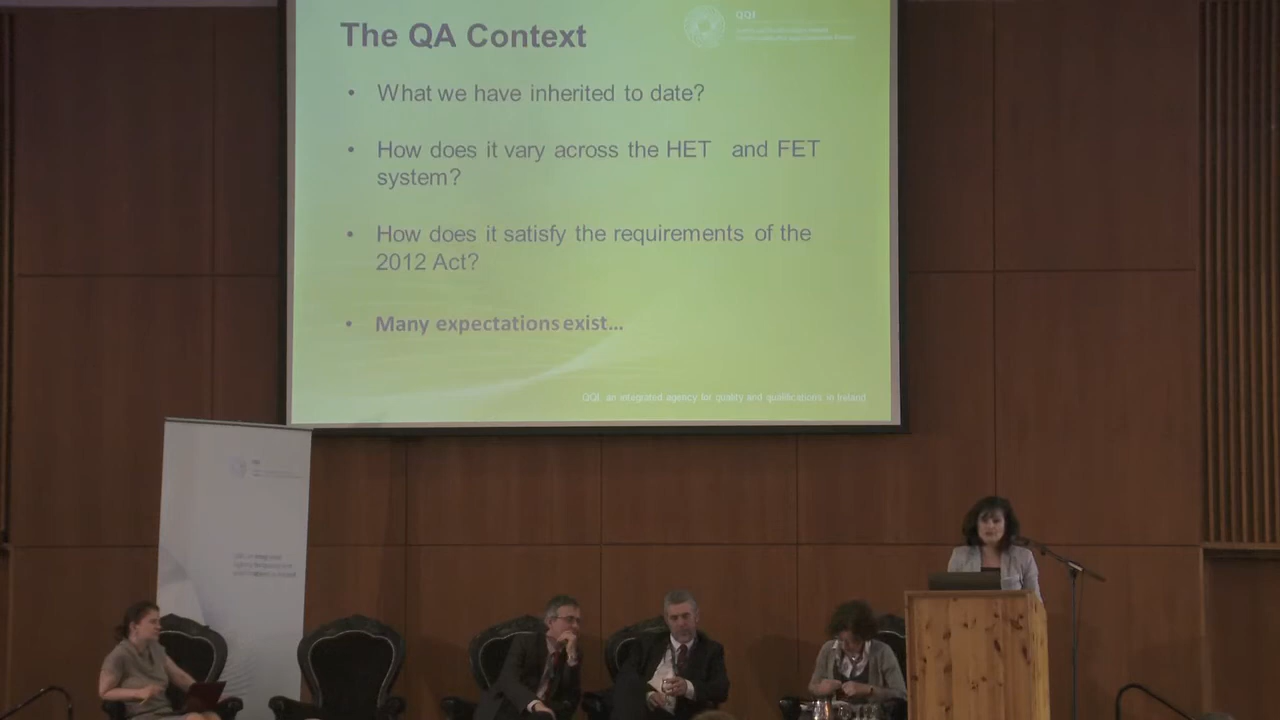 The QA Context
QQI
• What we have inherited to date?
• How does it vary across the HET and FET
system?
• How does it satisfy the requirements of the
2012 Act?
• Many expectations exist...
QQI, an integrated agency for quality and qualifications in Ireland